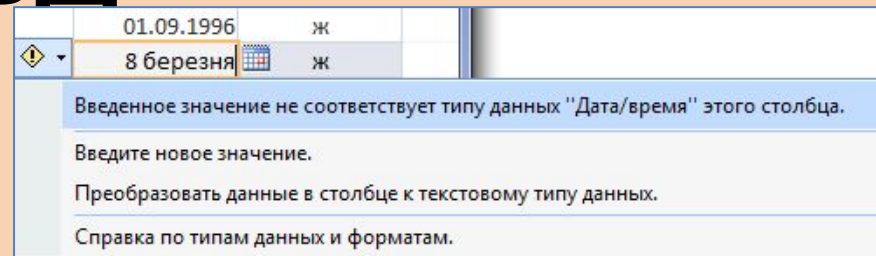 01.09.1996 ж
8 березня ж
Введенное значение не соответствует типу данных "Дата/время" этого столбца.
Введите новое значение.
Преобразовать данные в столбце к текстовому типу данных.
Справка по типам данных и форматам.